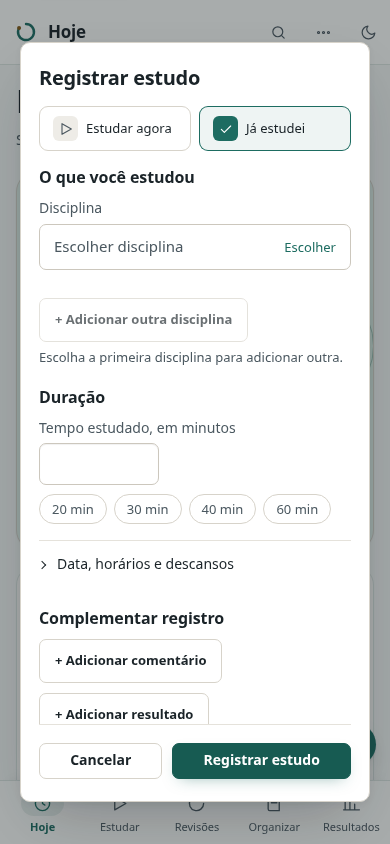 Hoje
Registrar estudo
Estudar agora
Já estudei
O que você estudou
Disciplina
Escolher disciplina
Escolher
+ Adicionar outra disciplina
Escolha a primeira disciplina para adicionar outra.
Duração
Tempo estudado, em minutos
20 min
30 min
40 min
60 min
Data, horários e descansos
Complementar registro
+ Adicionar comentário
+ Adicionar resultado
Cancelar
Registrar estudo
Hoje
Estudar
Revisões
Organizar
Resultados